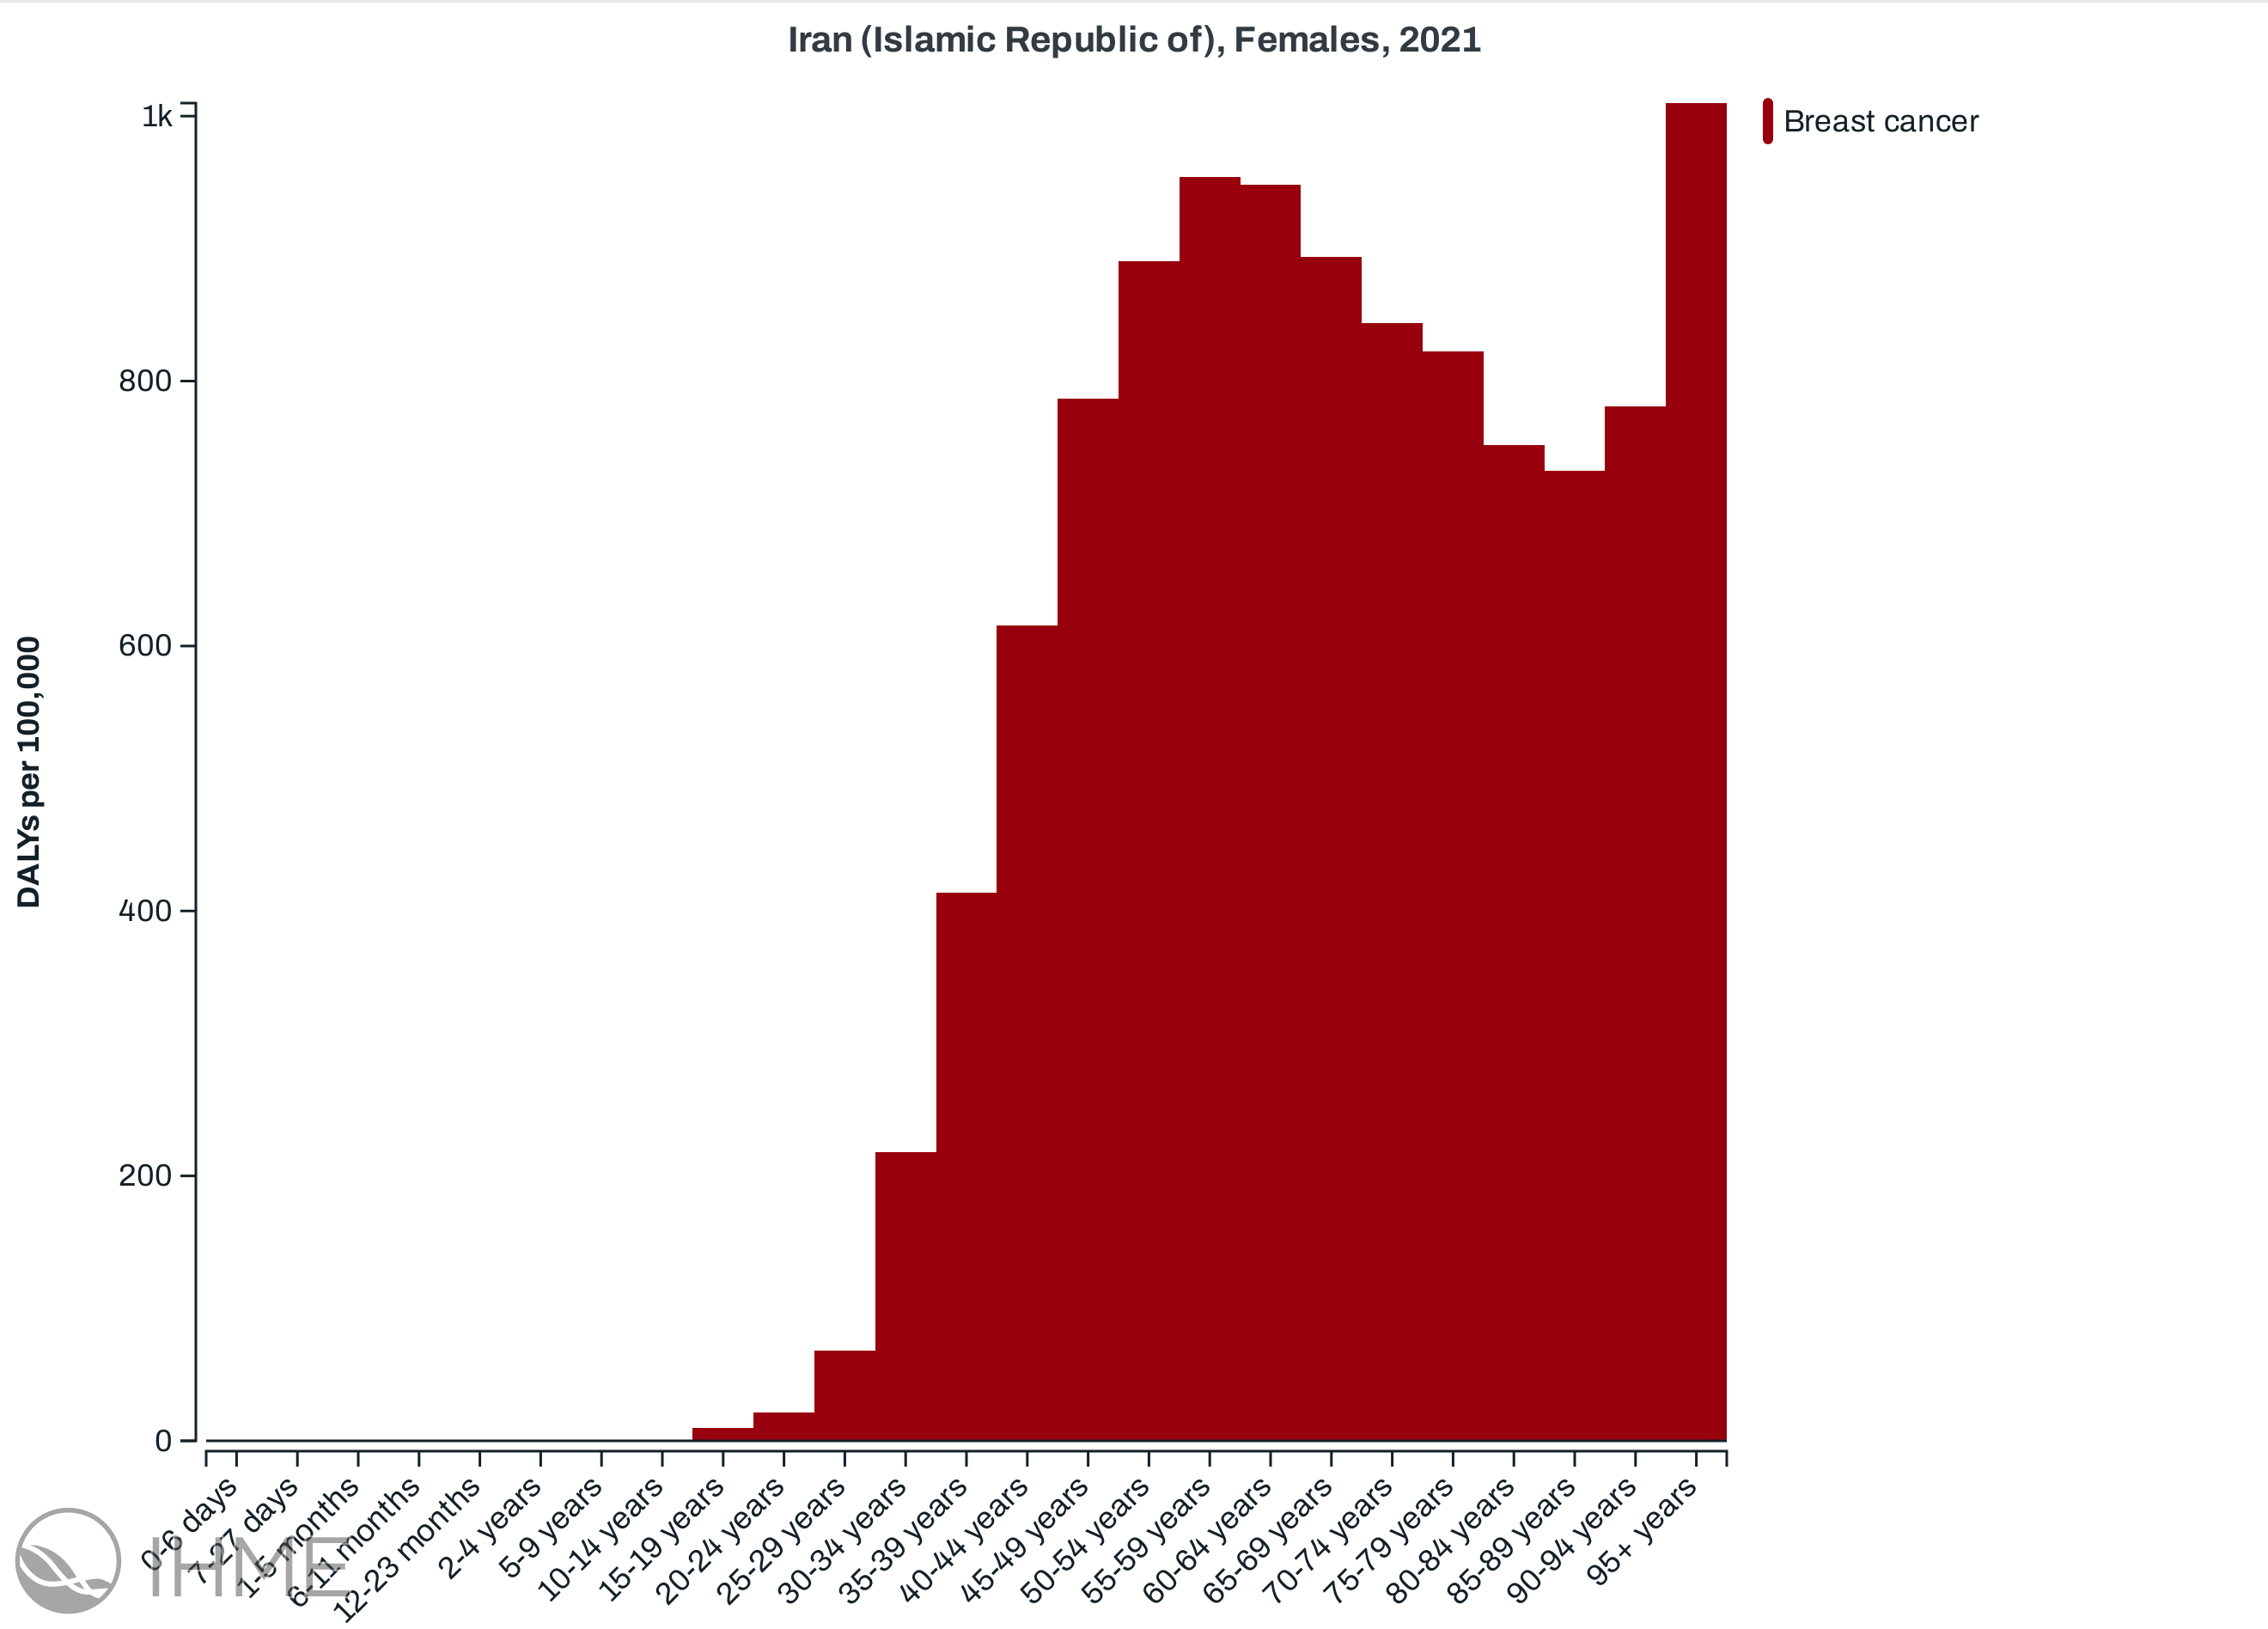 Iran (Islamic Republic of), Females, 2021
Breast cancer
DALYs per 100,000
1k
800
600
400
200
0
0-6 days
7-27 days
1-5 months
6-11 months
12-23 months
2-4 years
5-9 years
10-14 years
15-19 years
20-24 years
25-29 years
30-34 years
35-39 years
40-44 years
45-49 years
50-54 years
55-59 years
60-64 years
65-69 years
70-74 years
75-79 years
80-84 years
85-89 years
90-94 years
95+ years
IHME